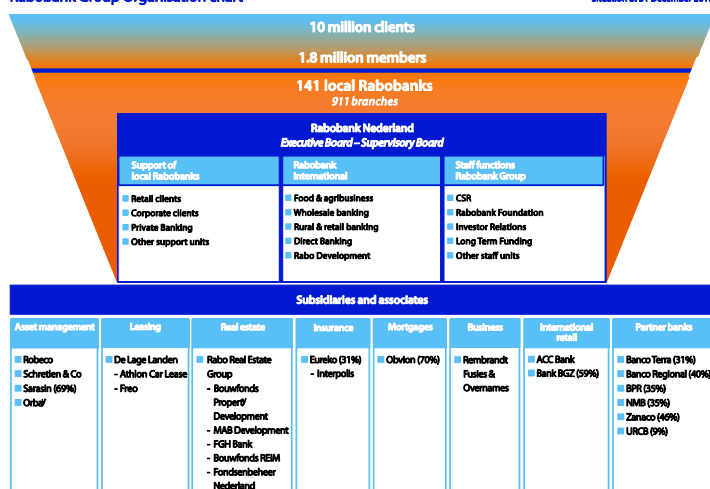 Rabobank Group Organisation Chart
10 million clients
1.8 million members
141 local Rabobanks
911 branches
Rabobank Nederland
Executive Board – Supervisory Board
Support of
local Rabobanks
Retail clients
Corporate clients
Private Banking
Other support units
Rabobank
International
Food & agribusiness
Wholesale banking
Rural & retail banking
Direct Banking
Rabo Development
Staff functions
Rabobank Group
CSR
Rabobank Foundation
Investor Relations
Long Term Funding
Other staff units
Subsidiaries and associates
Asset management
Robeco
Schretlen & Co
Sarasin (69%)
Leasing
De Lage Landen
- Athlon Car Lease
- Freo
Real estate
Rabo Real Estate
Group
- Bouwfonds
Property
Development
- MAB Development
- FGH Bank
- Bouwfonds REIM
- Fondsenbeheer
Nederland
Insurance
Eureko (31%)
- Interpolis
Mortgages
Obvion (70%)
Business
Rembrandt
Fusies &
Overnames
International
retail
ACC Bank
Bank BGZ (59%)
Partner banks
Banco Terra (31%)
Banco Regional (40%)
BPR (35%)
NMB (35%)
Zanaco (46%)
URCB (9%)